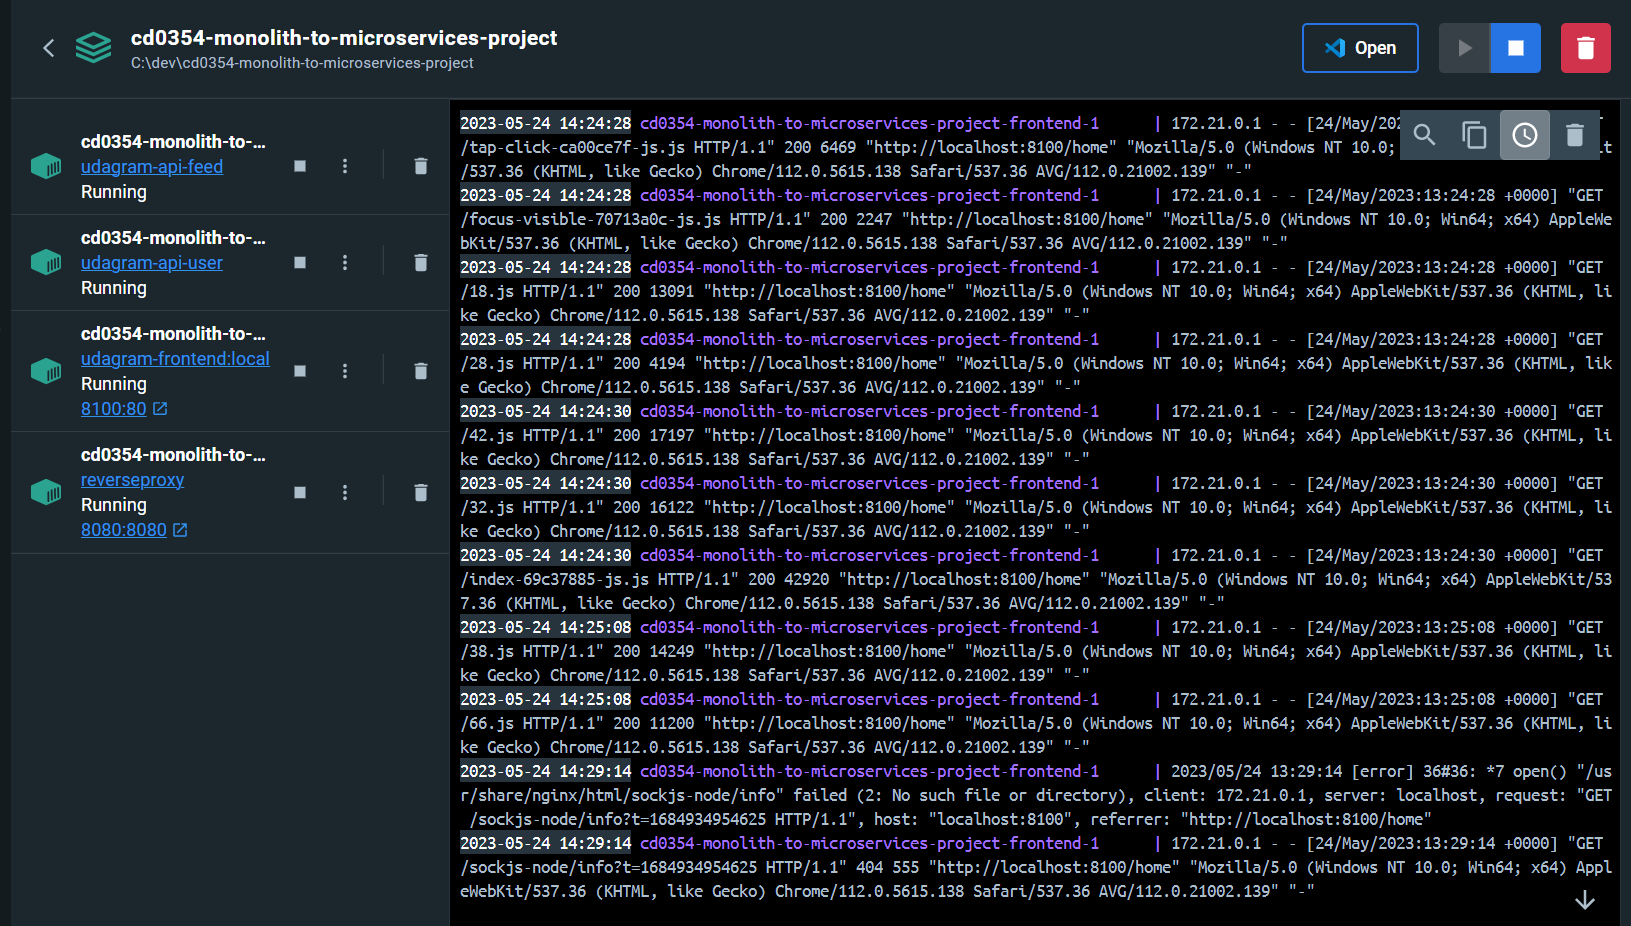 cd0354-monolith-to-microservices-project
C:\dev\cd0354-monolith-to-microservices-project
Open
cd0354-monolith-to-...
udagram-api-feed
Running
cd0354-monolith-to-...
udagram-api-user
Running
cd0354-monolith-to-...
udagram-frontend:local
Running
8100:80
cd0354-monolith-to-...
reverseproxy
Running
8080:8080
2023-05-24 14:24:28 cd0354-monolith-to-microservices-project-frontend-1 | 172.21.0.1 - - [24/May/202
/tap-click-ca00ce7f-js.js HTTP/1.1" 200 6469 "http://localhost:8100/home" "Mozilla/5.0 (Windows NT 10.0; it
/537.36 (KHTML, like Gecko) Chrome/112.0.5615.138 Safari/537.36 AVG/112.0.21002.139" "-"
2023-05-24 14:24:28 cd0354-monolith-to-microservices-project-frontend-1 | 172.21.0.1 - - [24/May/2023:13:24:28 +0000] "GET
/focus-visible-70713a0c-js.js HTTP/1.1" 200 2247 "http://localhost:8100/home" "Mozilla/5.0 (Windows NT 10.0; Win64; x64) AppleWe
bKit/537.36 (KHTML, like Gecko) Chrome/112.0.5615.138 Safari/537.36 AVG/112.0.21002.139" "-"
2023-05-24 14:24:28 cd0354-monolith-to-microservices-project-frontend-1 | 172.21.0.1 - - [24/May/2023:13:24:28 +0000] "GET
/18.js HTTP/1.1" 200 13091 "http://localhost:8100/home" "Mozilla/5.0 (Windows NT 10.0; Win64; x64) AppleWebKit/537.36 (KHTML, li
ke Gecko) Chrome/112.0.5615.138 Safari/537.36 AVG/112.0.21002.139" "-"
2023-05-24 14:24:28 cd0354-monolith-to-microservices-project-frontend-1 | 172.21.0.1 - - [24/May/2023:13:24:28 +0000] "GET
/28.js HTTP/1.1" 200 4194 "http://localhost:8100/home" "Mozilla/5.0 (Windows NT 10.0; Win64; x64) AppleWebKit/537.36 (KHTML, lik
e Gecko) Chrome/112.0.5615.138 Safari/537.36 AVG/112.0.21002.139" "-"
2023-05-24 14:24:30 cd0354-monolith-to-microservices-project-frontend-1 | 172.21.0.1 - - [24/May/2023:13:24:30 +0000] "GET
/42.js HTTP/1.1" 200 17197 "http://localhost:8100/home" "Mozilla/5.0 (Windows NT 10.0; Win64; x64) AppleWebKit/537.36 (KHTML, li
ke Gecko) Chrome/112.0.5615.138 Safari/537.36 AVG/112.0.21002.139" "-"
2023-05-24 14:24:30 cd0354-monolith-to-microservices-project-frontend-1 | 172.21.0.1 - - [24/May/2023:13:24:30 +0000] "GET
/32.js HTTP/1.1" 200 16122 "http://localhost:8100/home" "Mozilla/5.0 (Windows NT 10.0; Win64; x64) AppleWebKit/537.36 (KHTML, li
ke Gecko) Chrome/112.0.5615.138 Safari/537.36 AVG/112.0.21002.139" "-"
2023-05-24 14:24:30 cd0354-monolith-to-microservices-project-frontend-1 | 172.21.0.1 - - [24/May/2023:13:24:30 +0000] "GET
/index-69c37885-js.js HTTP/1.1" 200 42920 "http://localhost:8100/home" "Mozilla/5.0 (Windows NT 10.0; Win64; x64) AppleWebKit/53
7.36 (KHTML, like Gecko) Chrome/112.0.5615.138 Safari/537.36 AVG/112.0.21002.139" "-"
2023-05-24 14:25:08 cd0354-monolith-to-microservices-project-frontend-1 | 172.21.0.1 - - [24/May/2023:13:25:08 +0000] "GET
/38.js HTTP/1.1" 200 14249 "http://localhost:8100/home" "Mozilla/5.0 (Windows NT 10.0; Win64; x64) AppleWebKit/537.36 (KHTML, li
ke Gecko) Chrome/112.0.5615.138 Safari/537.36 AVG/112.0.21002.139" "-"
2023-05-24 14:25:08 cd0354-monolith-to-microservices-project-frontend-1 | 172.21.0.1 - - [24/May/2023:13:25:08 +0000] "GET
/66.js HTTP/1.1" 200 11200 "http://localhost:8100/home" "Mozilla/5.0 (Windows NT 10.0; Win64; x64) AppleWebKit/537.36 (KHTML, li
ke Gecko) Chrome/112.0.5615.138 Safari/537.36 AVG/112.0.21002.139" "-"
2023-05-24 14:29:14 cd0354-monolith-to-microservices-project-frontend-1 | 2023/05/24 13:29:14 [error] 36#36: *7 open() "/us
r/share/nginx/html/sockjs-node/info" failed (2: No such file or directory), client: 172.21.0.1, server: localhost, request: "GET
/sockjs-node/info?t=1684934954625 HTTP/1.1", host: "localhost:8100", referrer: "http://localhost:8100/home"
2023-05-24 14:29:14 cd0354-monolith-to-microservices-project-frontend-1 | 172.21.0.1 - - [24/May/2023:13:29:14 +0000] "GET
/sockjs-node/info?t=1684934954625 HTTP/1.1" 404 555 "http://localhost:8100/home" "Mozilla/5.0 (Windows NT 10.0; Win64; x64) Appl
eWebKit/537.36 (KHTML, like Gecko) Chrome/112.0.5615.138 Safari/537.36 AVG/112.0.21002.139" "-"